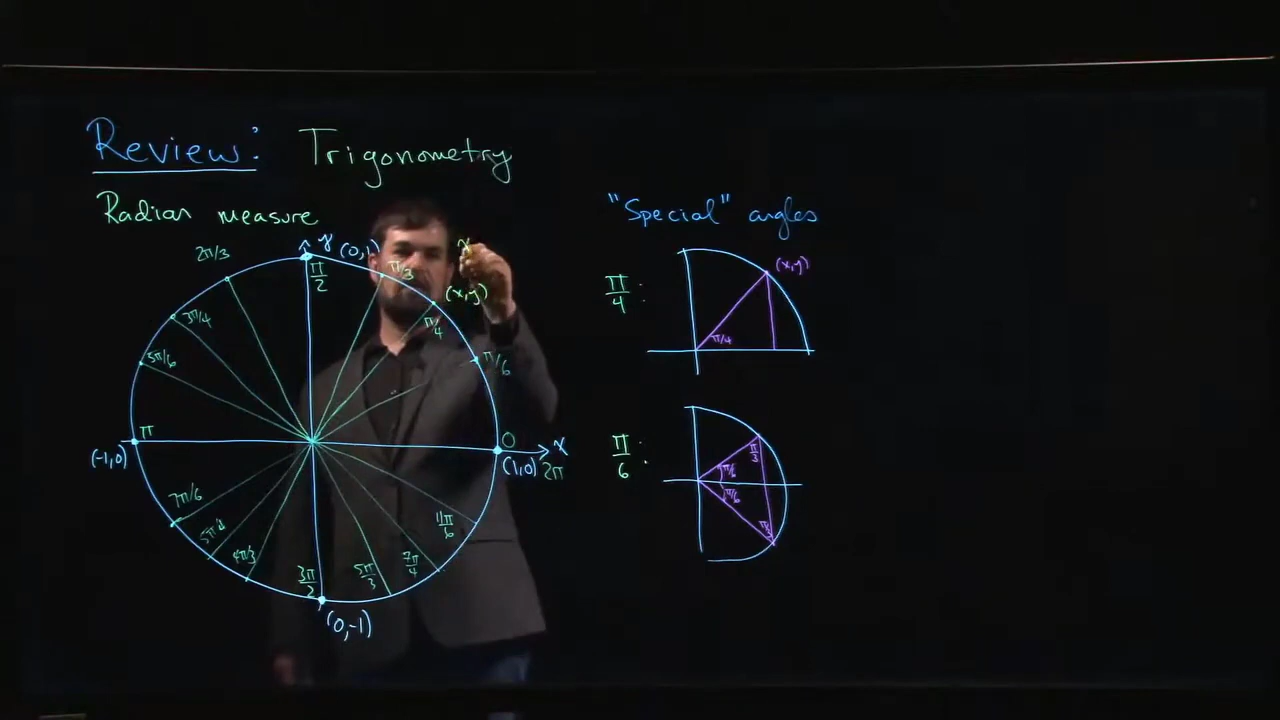 Review: Trigonometry
Radian measure
"Special" angles
2π/3
y (0,1)
x
π/2
π/3
(x,y)
3π/4
π/4
5π/6
π/6
π
0
x
(-1,0)
(1,0) 2π
7π/6
11π/6
5π/4
7π/4
4π/3
5π/3
3π/2
(0,-1)
π/4:
(x,y)
π/4
π/6:
π/3
π/6
π/6
π/3